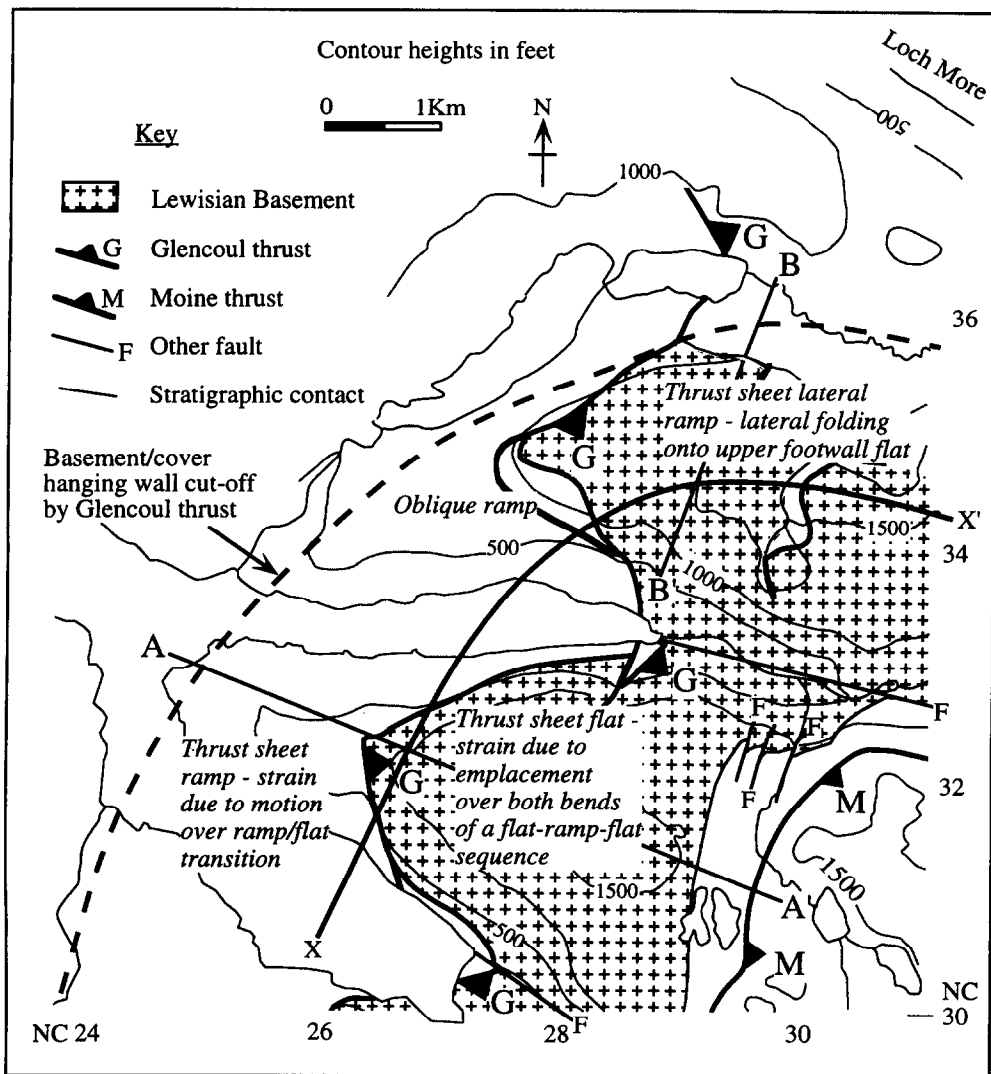 Contour heights in feet
0 1Km
N
Key
Lewisian Basement
G Glencoul thrust
M Moine thrust
F Other fault
Stratigraphic contact
Loch More
500
1000
G
B
36
Thrust sheet lateral
ramp - lateral folding
onto upper footwall flat
Basement/cover
hanging wall cut-off
by Glencoul thrust
G
Oblique ramp
1500
X'
500
34
1000
B
A
G
F
Thrust sheet
ramp - strain
due to motion
over ramp/flat
transition
G
Thrust sheet flat -
strain due to
emplacement
over both bends
of a flat-ramp-flat
sequence
F
F
F
M
32
1500
1500
A
500
X
M
G
F
NC
30
NC 24
26
28
30